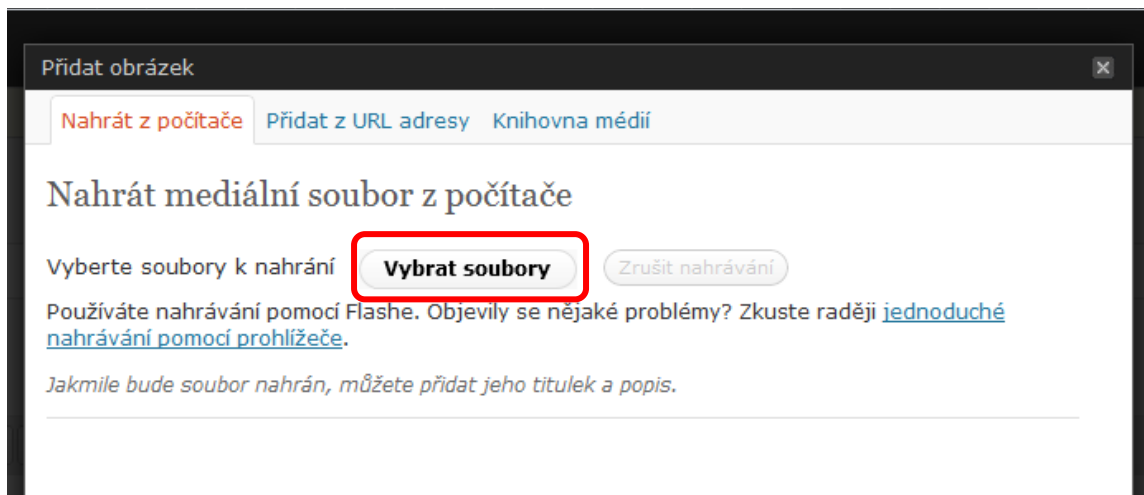 Přidat obrázek
Nahrát z počítače Přidat z URL adresy Knihovna médií
Nahrát mediální soubor z počítače
Vyberte soubory k nahrání Vybrat soubory Zrušit nahrávání
Používáte nahrávání pomocí Flashe. Objevily se nějaké problémy? Zkuste raději jednoduché
nahrávání pomocí prohlížeče.
Jakmile bude soubor nahrán, můžete přidat jeho titulek a popis.